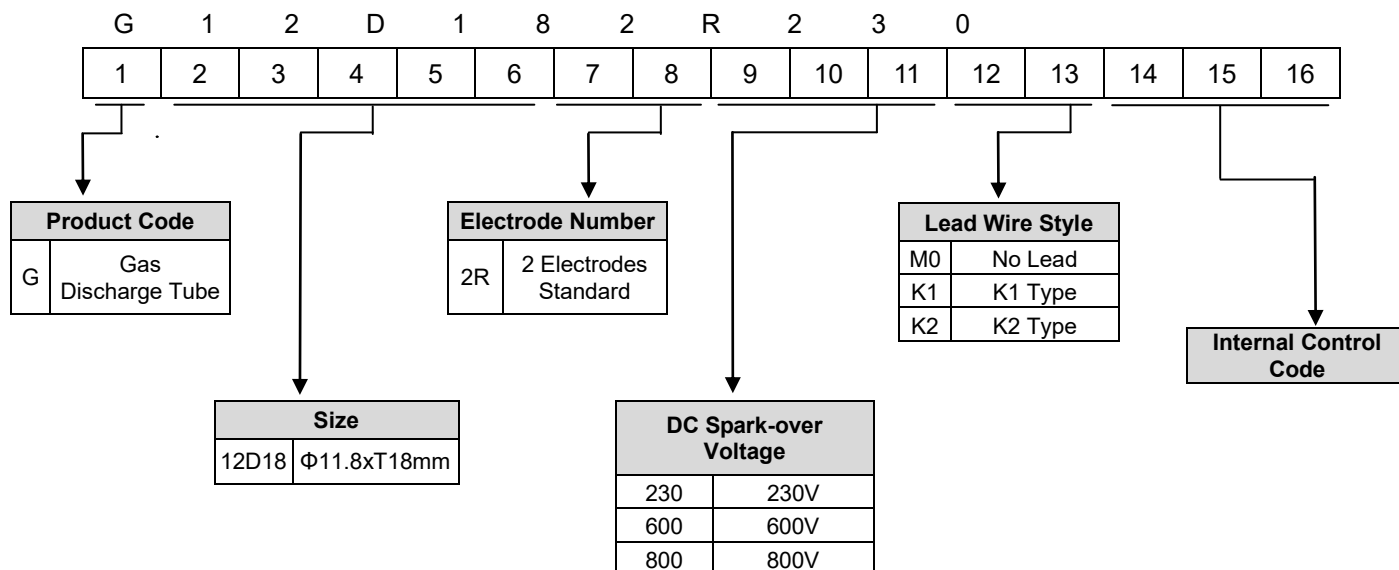 G 1 2 D 1 8 2 R 2 3 0
1 2 3 4 5 6 7 8 9 10 11 12 13 14 15 16
Product Code
G Gas
Discharge Tube
Electrode Number
2R 2 Electrodes
Standard
Lead Wire Style
M0 No Lead
K1 K1 Type
K2 K2 Type
Internal Control
Code
Size
12D18 Φ11.8xT18mm
DC Spark-over
Voltage
230 230V
600 600V
800 800V